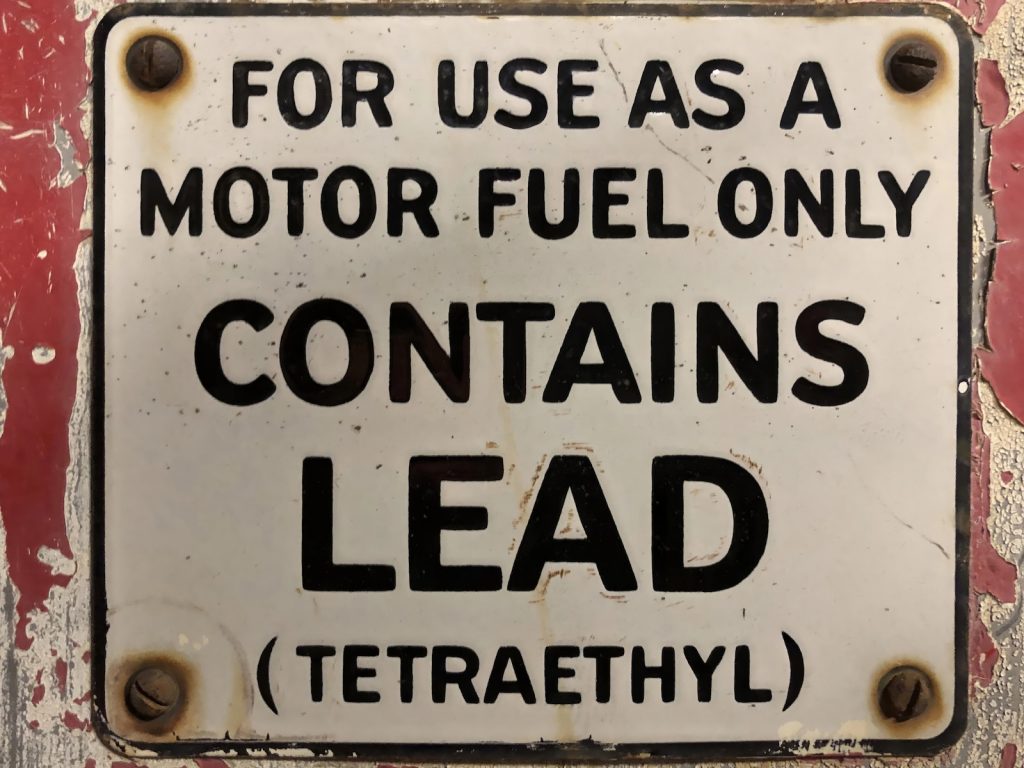 FOR USE AS A
MOTOR FUEL ONLY
CONTAINS
LEAD
(TETRAETHYL)